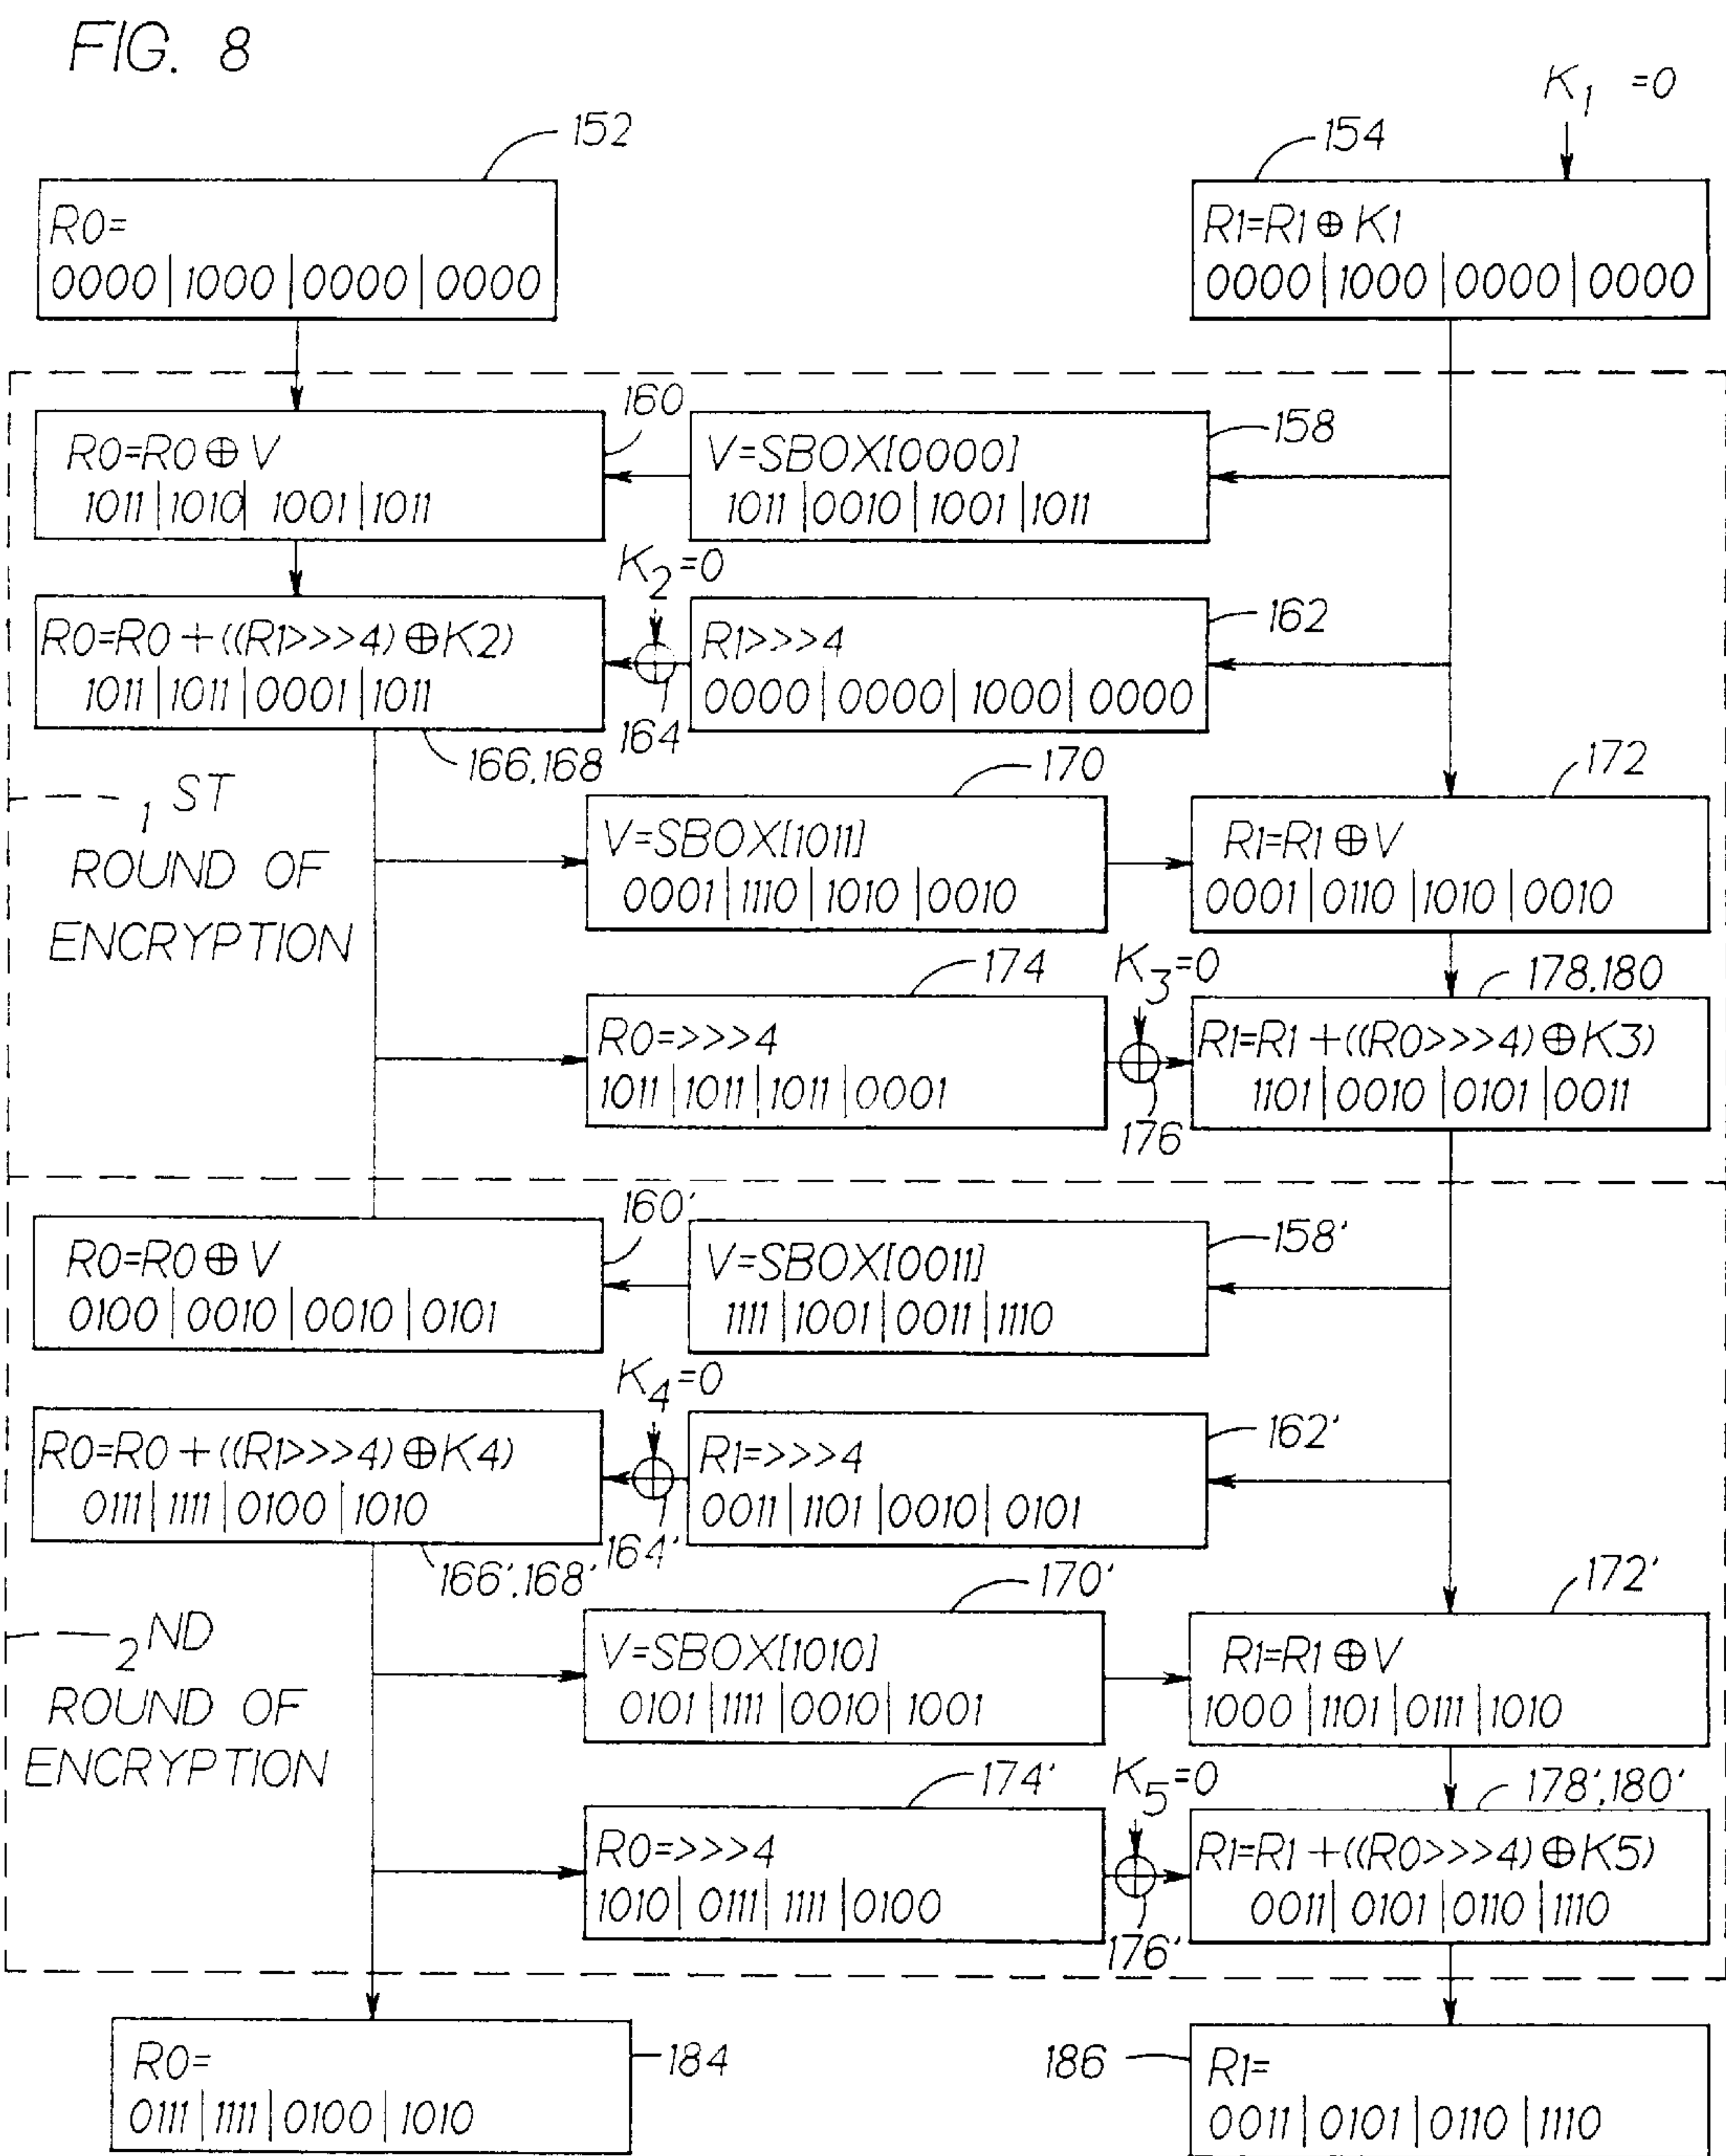 FIG. 8
K1 =0
152
154
R0=
0000|1000|0000|0000
R1=R1⊕K1
0000|1000|0000|0000
160
R0=R0⊕V
1011|1010|1001|1011
V=SBOX[0000]
1011|0010|1001|1011
158
K2=0
R0=R0+((R1>>>4)⊕K2)
1011|1011|0001|1011
R1>>>4
0000|0000|1000|0000
162
164
166,168
170
172
1ST
ROUND OF
ENCRYPTION
V=SBOX[1011]
0001|1110|1010|0010
R1=R1⊕V
0001|0110|1010|0010
174
K3=0
178,180
R0=>>>4
1011|1011|1011|0001
R1=R1+((R0>>>4)⊕K3)
1101|0010|0101|0011
176
160'
R0=R0⊕V
0100|0010|0010|0101
V=SBOX[0011]
1111|1001|0011|1110
158'
K4=0
R0=R0+((R1>>>4)⊕K4)
0111|1111|0100|1010
R1=>>>4
0011|1101|0010|0101
162'
164'
166',168'
170'
172'
2ND
ROUND OF
ENCRYPTION
V=SBOX[1010]
0101|1111|0010|1001
R1=R1⊕V
1000|1101|0111|1010
174'
K5=0
178',180'
R0=>>>4
1010|0111|1111|0100
R1=R1+((R0>>>4)⊕K5)
0011|0101|0110|1110
176'
R0=
0111|1111|0100|1010
184
186
R1=
0011|0101|0110|1110